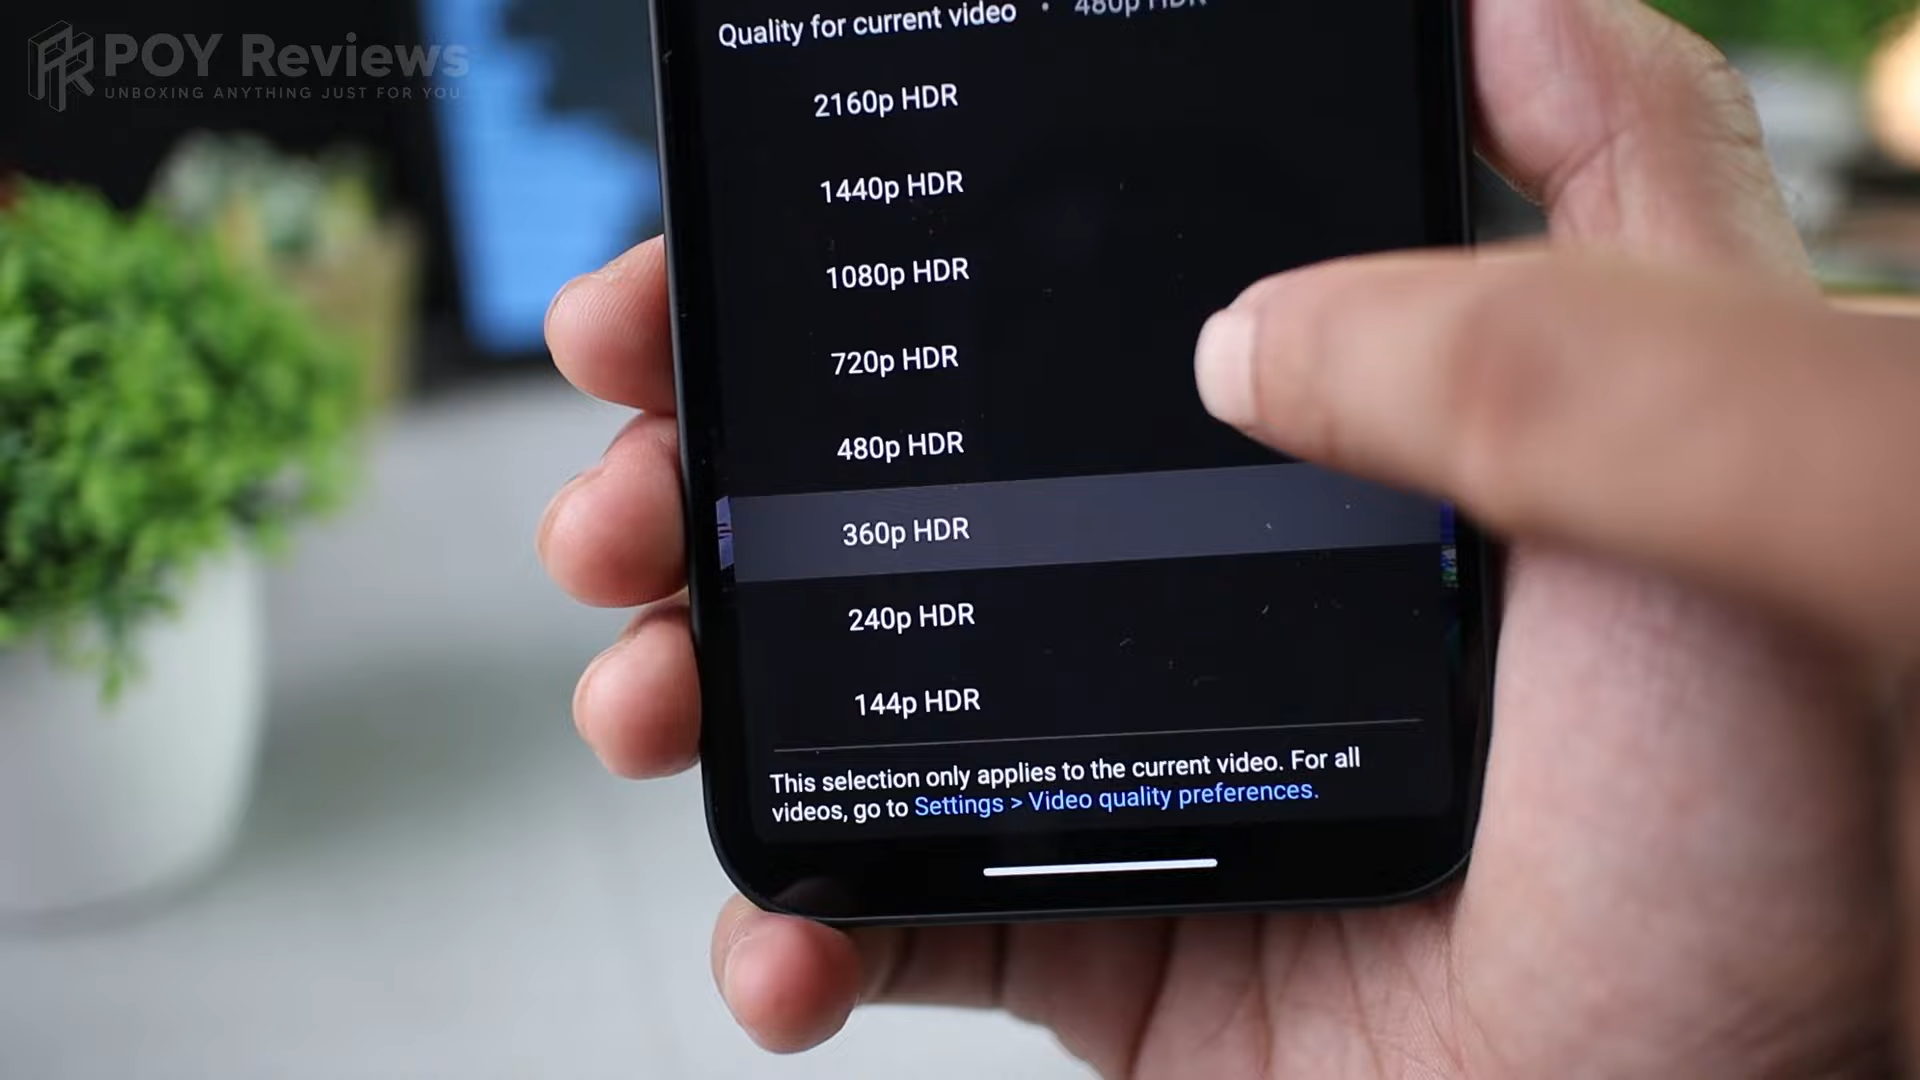 POY Reviews
UNBOXING ANYTHING JUST FOR YOU...
Quality for current video • 480p HDR
2160p HDR
1440p HDR
1080p HDR
720p HDR
480p HDR
360p HDR
240p HDR
144p HDR
This selection only applies to the current video. For all
videos, go to Settings > Video quality preferences.